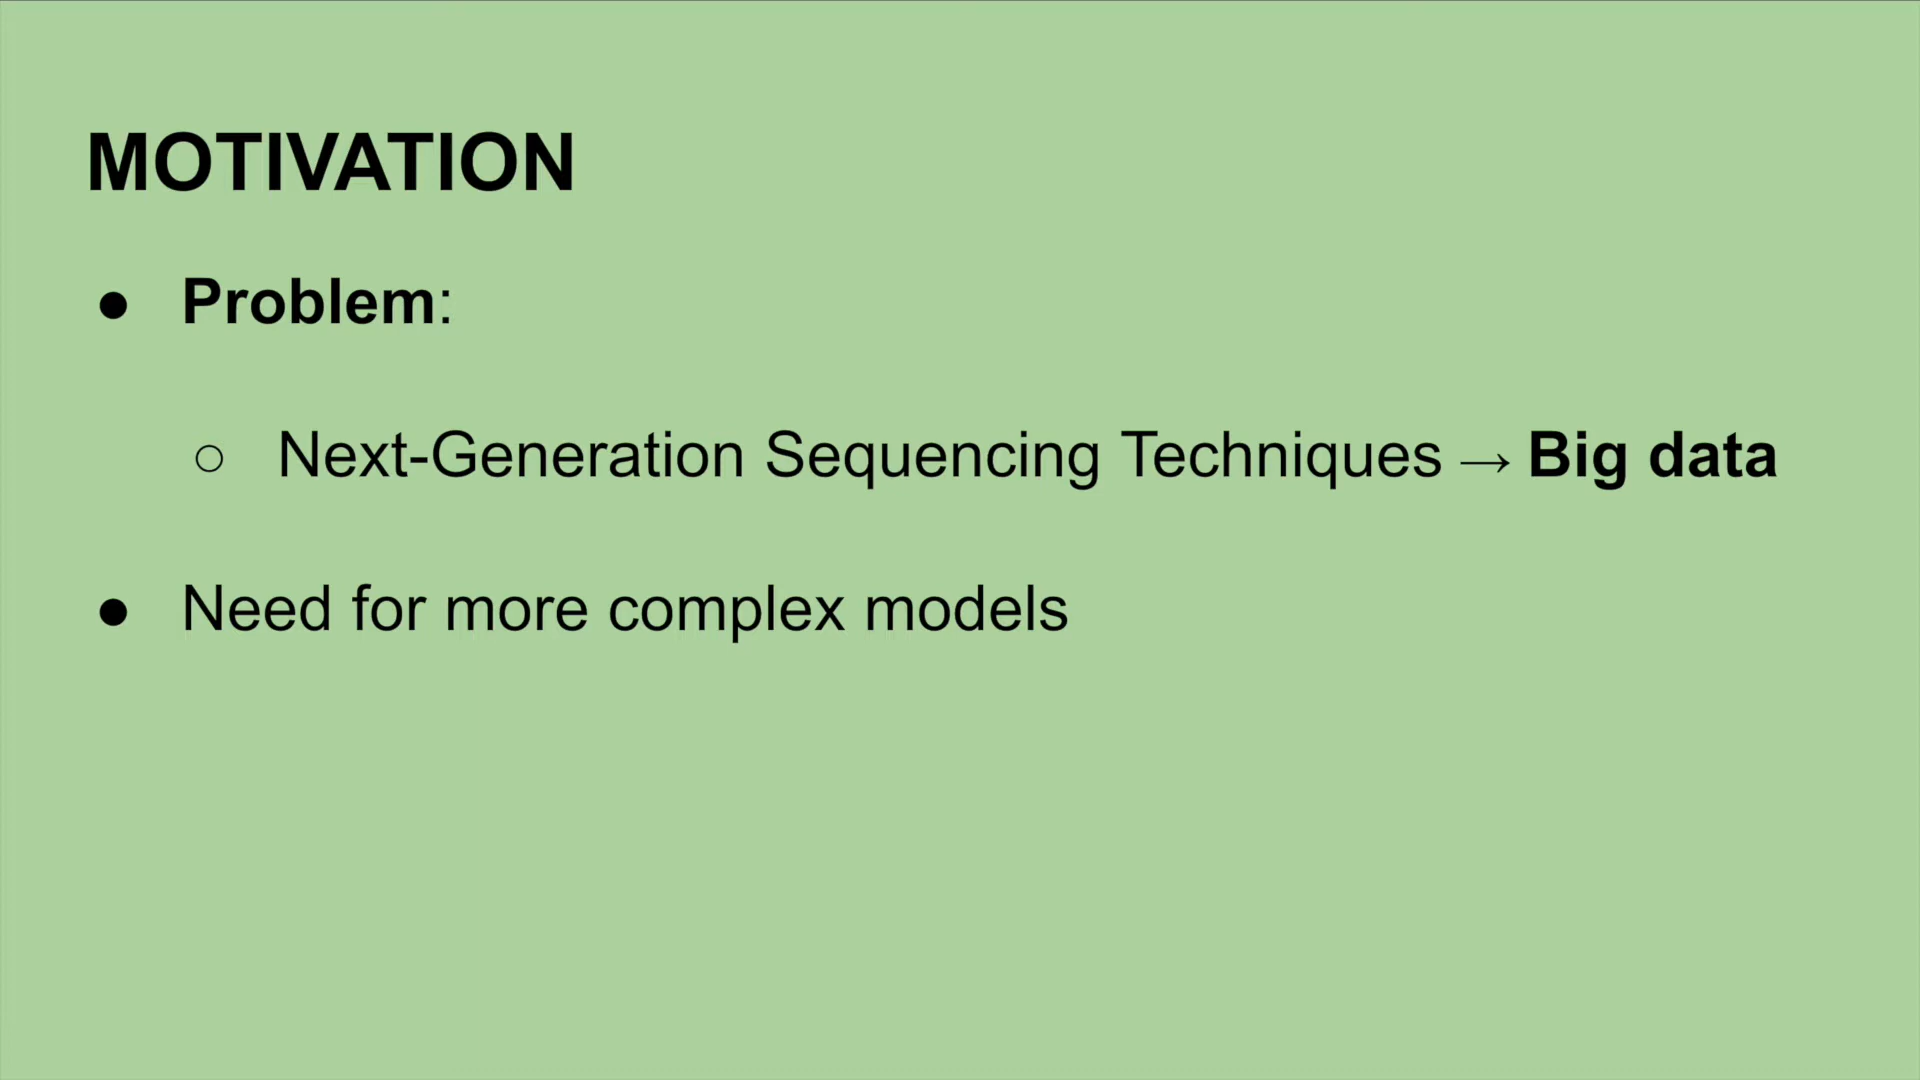 MOTIVATION
● Problem:
○ Next-Generation Sequencing Techniques → Big data
● Need for more complex models